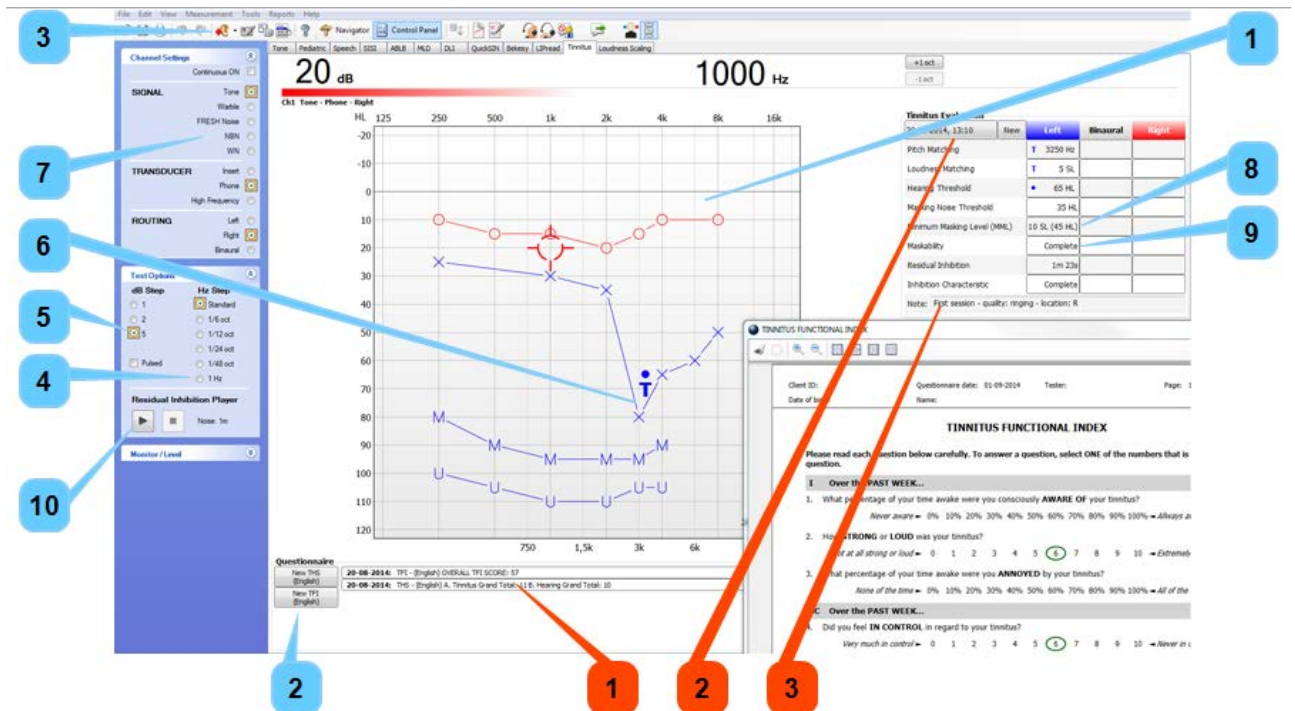 File Edit View Measurement Tools Reports Help
3
Navigator Control Panel
1
Tone Pediatric Speech SISI ABLB MLD DLI QuickSIN Bekesy LIPread Tinnitus Loudness Scaling
Channel Settings
Continuous ON
SIGNAL Tone
Warble
FRESH Noise
NBN
WN
7
TRANSDUCER Insert
Phone
High Frequency
ROUTING Left
Right
Binaural
6
Test Options
dB Step Hz Step
1 Standard
2 1/6 oct
5 1/12 oct
1/24 oct
Pulsed 1/48 oct
1 Hz
5
4
Residual Inhibition Player
Noise: 1m
Monitor / Level
10
20 dB 1000 Hz
+1 oct
-1 oct
Ch1 Tone - Phone - Right
HL 125 250 500 1k 2k 4k 8k 16k
-20
-10
0
10
20
30
40
50
60
70
80
90
100
110
120
750 1,5k 3k 6k
T
M M M M M M
U U U U U U
Tinnitus Evaluation
2014, 13:10 New Left Binaural Right
Pitch Matching T 3250 Hz
Loudness Matching T 5 SL
Hearing Threshold 65 HL
Masking Noise Threshold 35 HL
Minimum Masking Level (MML) 10 SL (45 HL)
Maskability Complete
Residual Inhibition 1m 23s
Inhibition Characteristic Complete
Note: First session - quality: ringing - location: R
8
9
TINNITUS FUNCTIONAL INDEX
Client ID: Questionnaire date: 01-09-2014 Tester: Page: 1
Date of Name:
TINNITUS FUNCTIONAL INDEX
Please read each question below carefully. To answer a question, select ONE of the numbers that is
question.
I Over the PAST WEEK...
1. What percentage of your time awake were you consciously AWARE OF your tinnitus?
Never aware 0% 10% 20% 30% 40% 50% 60% 70% 80% 90% 100% Always
2. How STRONG or LOUD was your tinnitus?
Not at all strong or loud 0 1 2 3 4 5 6 7 8 9 10 Extremely
3. What percentage of your time awake were you ANNOYED by your tinnitus?
None of the time 0% 10% 20% 30% 40% 50% 60% 70% 80% 90% 100% All of the
Over the PAST WEEK...
Did you feel IN CONTROL in regard to your tinnitus?
Very much in control 0 1 2 3 4 5 6 7 8 9 10 Never in
Questionnaire
New THS
(English)
20-08-2014: TFI - (English) OVERALL TFI SCORE: 57
20-08-2014: THS - (English) A. Tinnitus Grand Total: 11 B. Hearing Grand Total: 10
New TFI
(English)
2
1
2
3